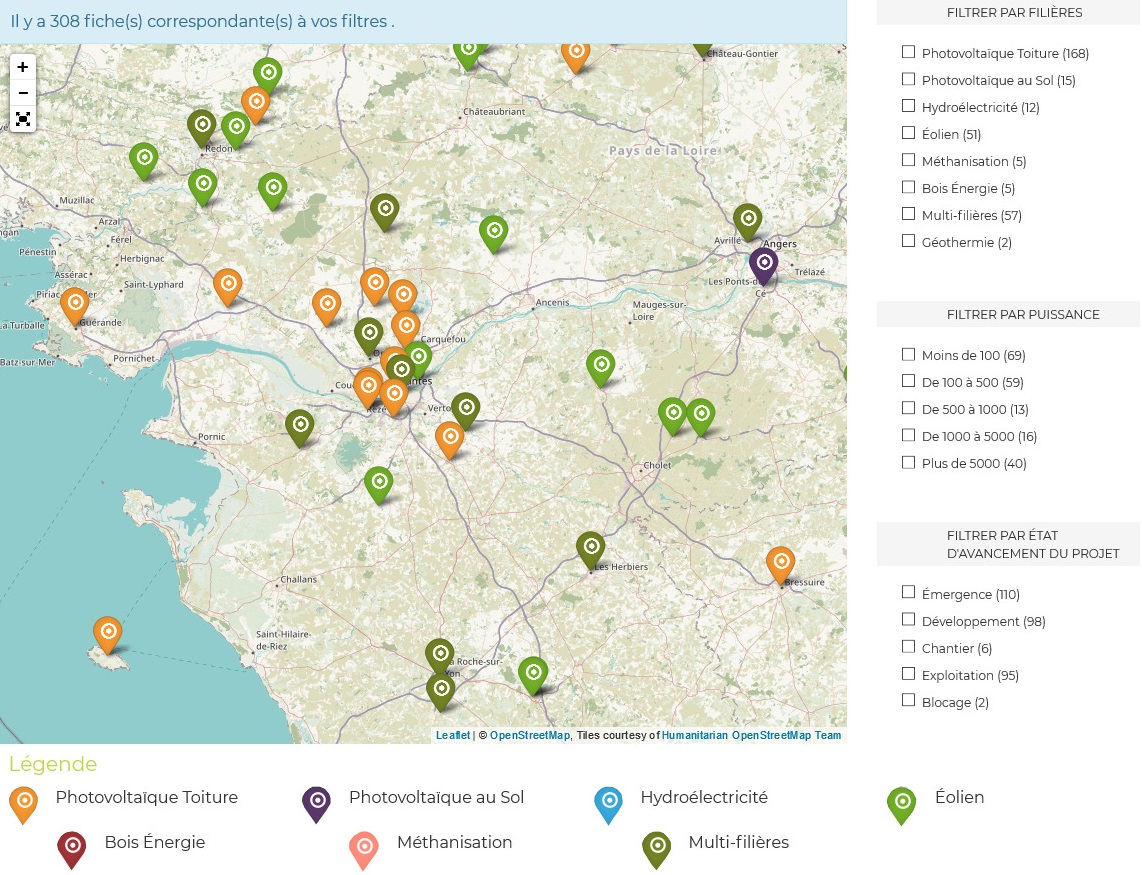 Il y a 308 fiche(s) correspondante(s) à vos filtres .
+
−
Château-Gontier
Châteaubriant
Redon
Pays de la Loire
Muzillac
Arzal
Férel
Pénestin
Herbignac
Avrillé
Angers
Assérac
Saint-Lyphard
Trélazé
Les Ponts-de-
Cé
Ancenis
Mauges-sur-
Loire
Guérande
La Turballe
Carquefou
Batz-sur-Mer
Pornichet
Pornic
Cholet
Les Herbiers
Bressuire
Challans
Saint-Hilaire-
de-Riez
La Roche-sur-
Yon
Leaflet | © OpenStreetMap, Tiles courtesy of Humanitarian OpenStreetMap Team
FILTRER PAR FILIÈRES
Photovoltaïque Toiture (168)
Photovoltaïque au Sol (15)
Hydroélectricité (12)
Éolien (51)
Méthanisation (5)
Bois Énergie (5)
Multi-filières (57)
Géothermie (2)
FILTRER PAR PUISSANCE
Moins de 100 (69)
De 100 à 500 (59)
De 500 à 1000 (13)
De 1000 à 5000 (16)
Plus de 5000 (40)
FILTRER PAR ÉTAT
D'AVANCEMENT DU PROJET
Émergence (110)
Développement (98)
Chantier (6)
Exploitation (95)
Blocage (2)
Légende
Photovoltaïque Toiture
Photovoltaïque au Sol
Hydroélectricité
Éolien
Bois Énergie
Méthanisation
Multi-filières